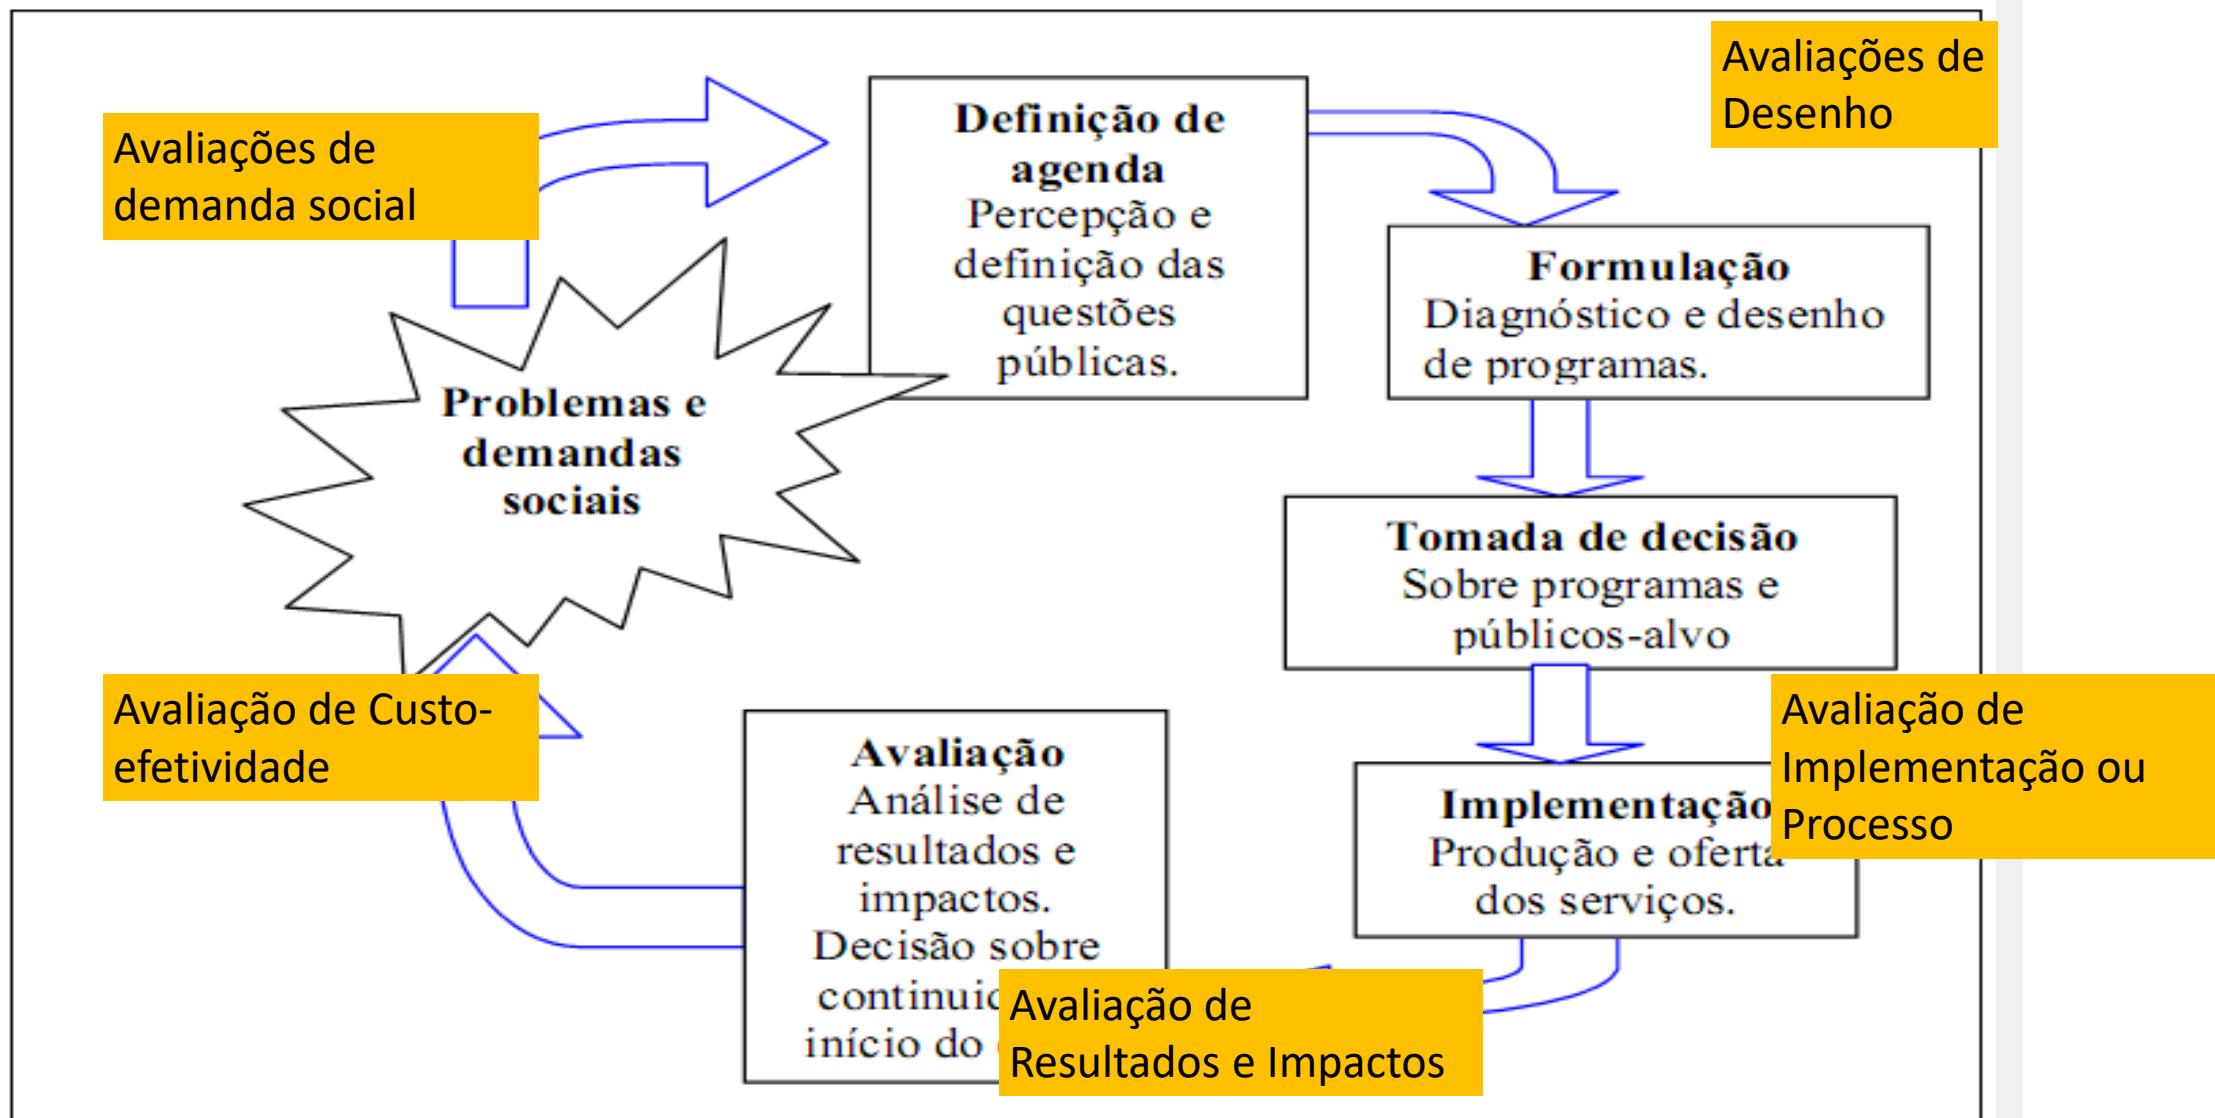 Avaliações de
demanda social
Definição de
agenda
Percepção e
definição das
questões
públicas.
Avaliações de
Desenho
Formulação
Diagnóstico e desenho
de programas.
Problemas e
demandas
sociais
Tomada de decisão
Sobre programas e
públicos-alvo
Avaliação de
Implementação ou
Processo
Implementação
Produção e oferta
dos serviços.
Avaliação de Custo-
efetividade
Avaliação
Análise de
resultados e
impactos.
Decisão sobre
início do
Avaliação de
Resultados e Impactos